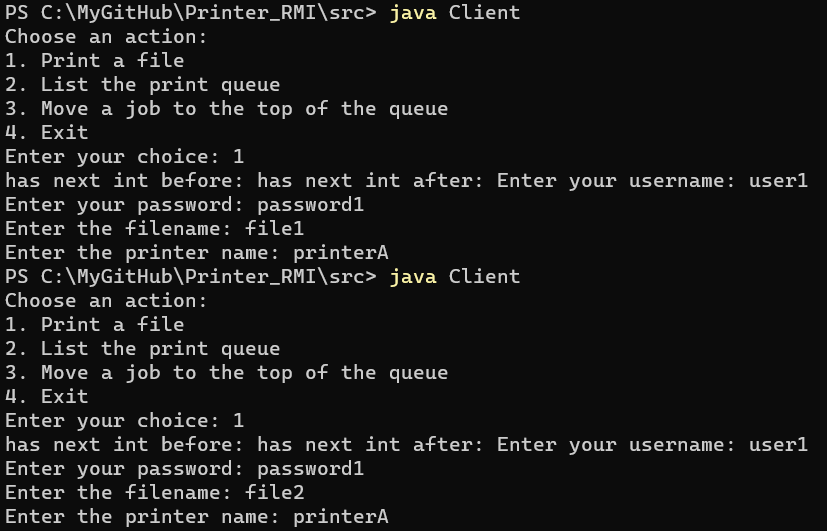 PS C:\MyGitHub\Printer_RMI\src> java Client
Choose an action:
1. Print a file
2. List the print queue
3. Move a job to the top of the queue
4. Exit
Enter your choice: 1
has next int before: has next int after: Enter your username: user1
Enter your password: password1
Enter the filename: file1
Enter the printer name: printerA
PS C:\MyGitHub\Printer_RMI\src> java Client
Choose an action:
1. Print a file
2. List the print queue
3. Move a job to the top of the queue
4. Exit
Enter your choice: 1
has next int before: has next int after: Enter your username: user1
Enter your password: password1
Enter the filename: file2
Enter the printer name: printerA